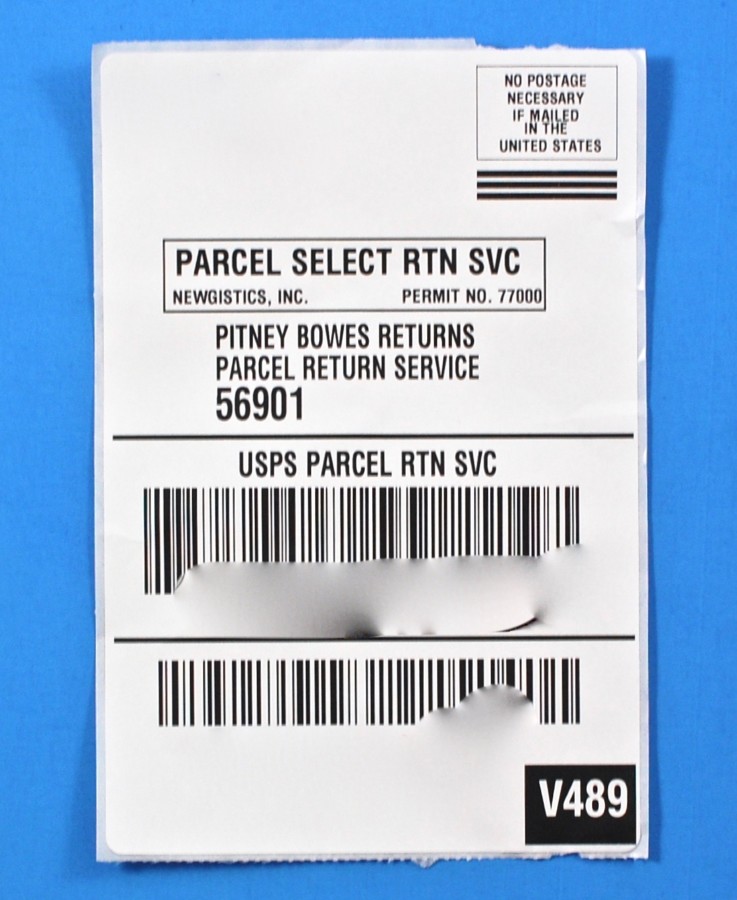 NO POSTAGE
NECESSARY
IF MAILED
IN THE
UNITED STATES
PARCEL SELECT RTN SVC
NEWGISTICS, INC. PERMIT NO. 77000
PITNEY BOWES RETURNS
PARCEL RETURN SERVICE
56901
USPS PARCEL RTN SVC
V489